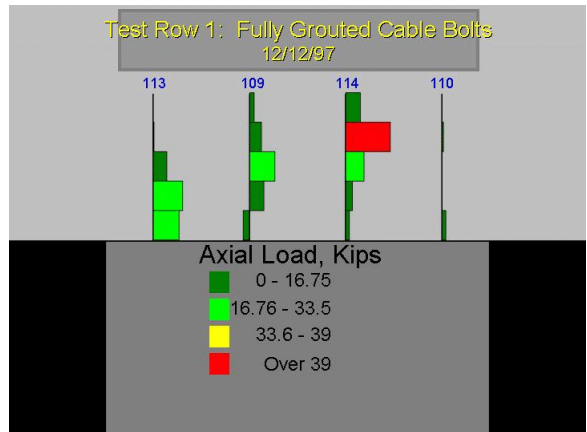 Test Row 1: Fully Grouted Cable Bolts
12/12/97
113 109 114 110
Axial Load, Kips
0 - 16.75
16.76 - 33.5
33.6 - 39
Over 39